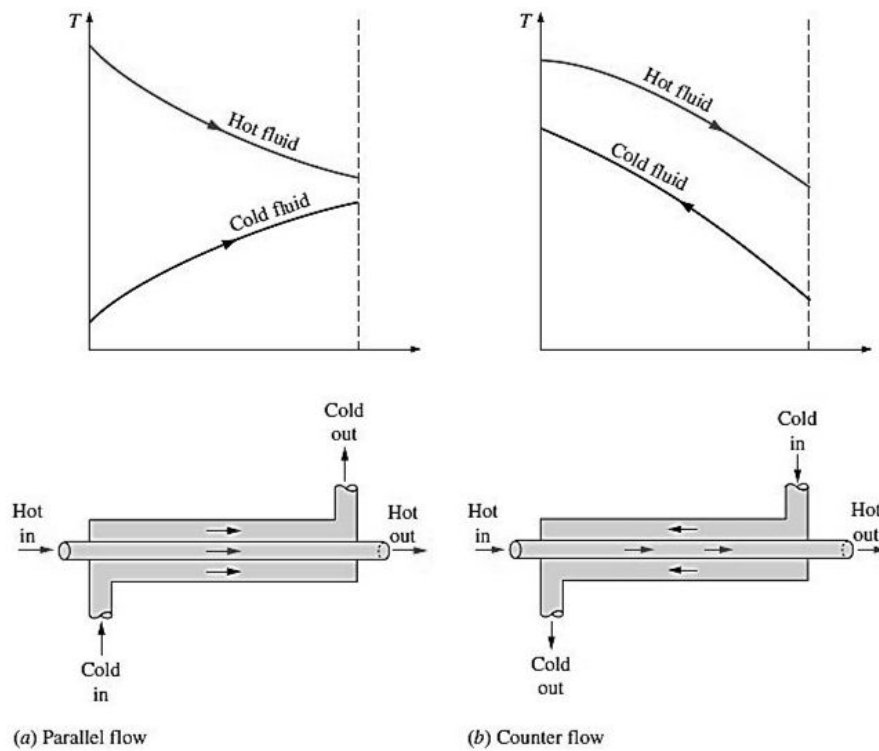 T
Hot fluid
Cold fluid
Cold
out
Hot
in
Hot
out
Cold
in
(a) Parallel flow
T
Hot fluid
Cold fluid
Cold
in
Hot
in
Hot
out
Cold
out
(b) Counter flow